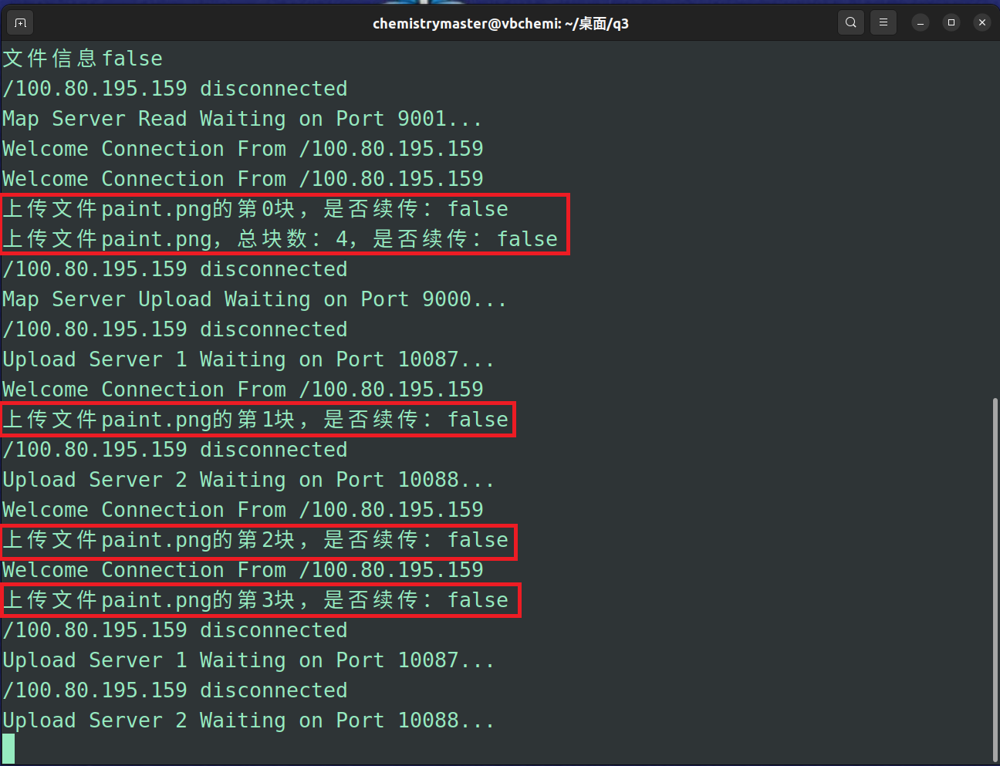 chemistrymaster@vbchemi: ~/桌面/q3
文件信息false
/100.80.195.159 disconnected
Map Server Read Waiting on Port 9001...
Welcome Connection From /100.80.195.159
Welcome Connection From /100.80.195.159
上传文件paint.png的第0块，是否续传：false
上传文件paint.png，总块数：4，是否续传：false
/100.80.195.159 disconnected
Map Server Upload Waiting on Port 9000...
/100.80.195.159 disconnected
Upload Server 1 Waiting on Port 10087...
Welcome Connection From /100.80.195.159
上传文件paint.png的第1块，是否续传：false
/100.80.195.159 disconnected
Upload Server 2 Waiting on Port 10088...
Welcome Connection From /100.80.195.159
上传文件paint.png的第2块，是否续传：false
Welcome Connection From /100.80.195.159
上传文件paint.png的第3块，是否续传：false
/100.80.195.159 disconnected
Upload Server 1 Waiting on Port 10087...
/100.80.195.159 disconnected
Upload Server 2 Waiting on Port 10088...